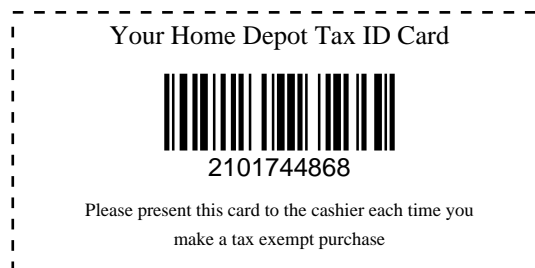 Your Home Depot Tax ID Card
2101744868
Please present this card to the cashier each time you
make a tax exempt purchase